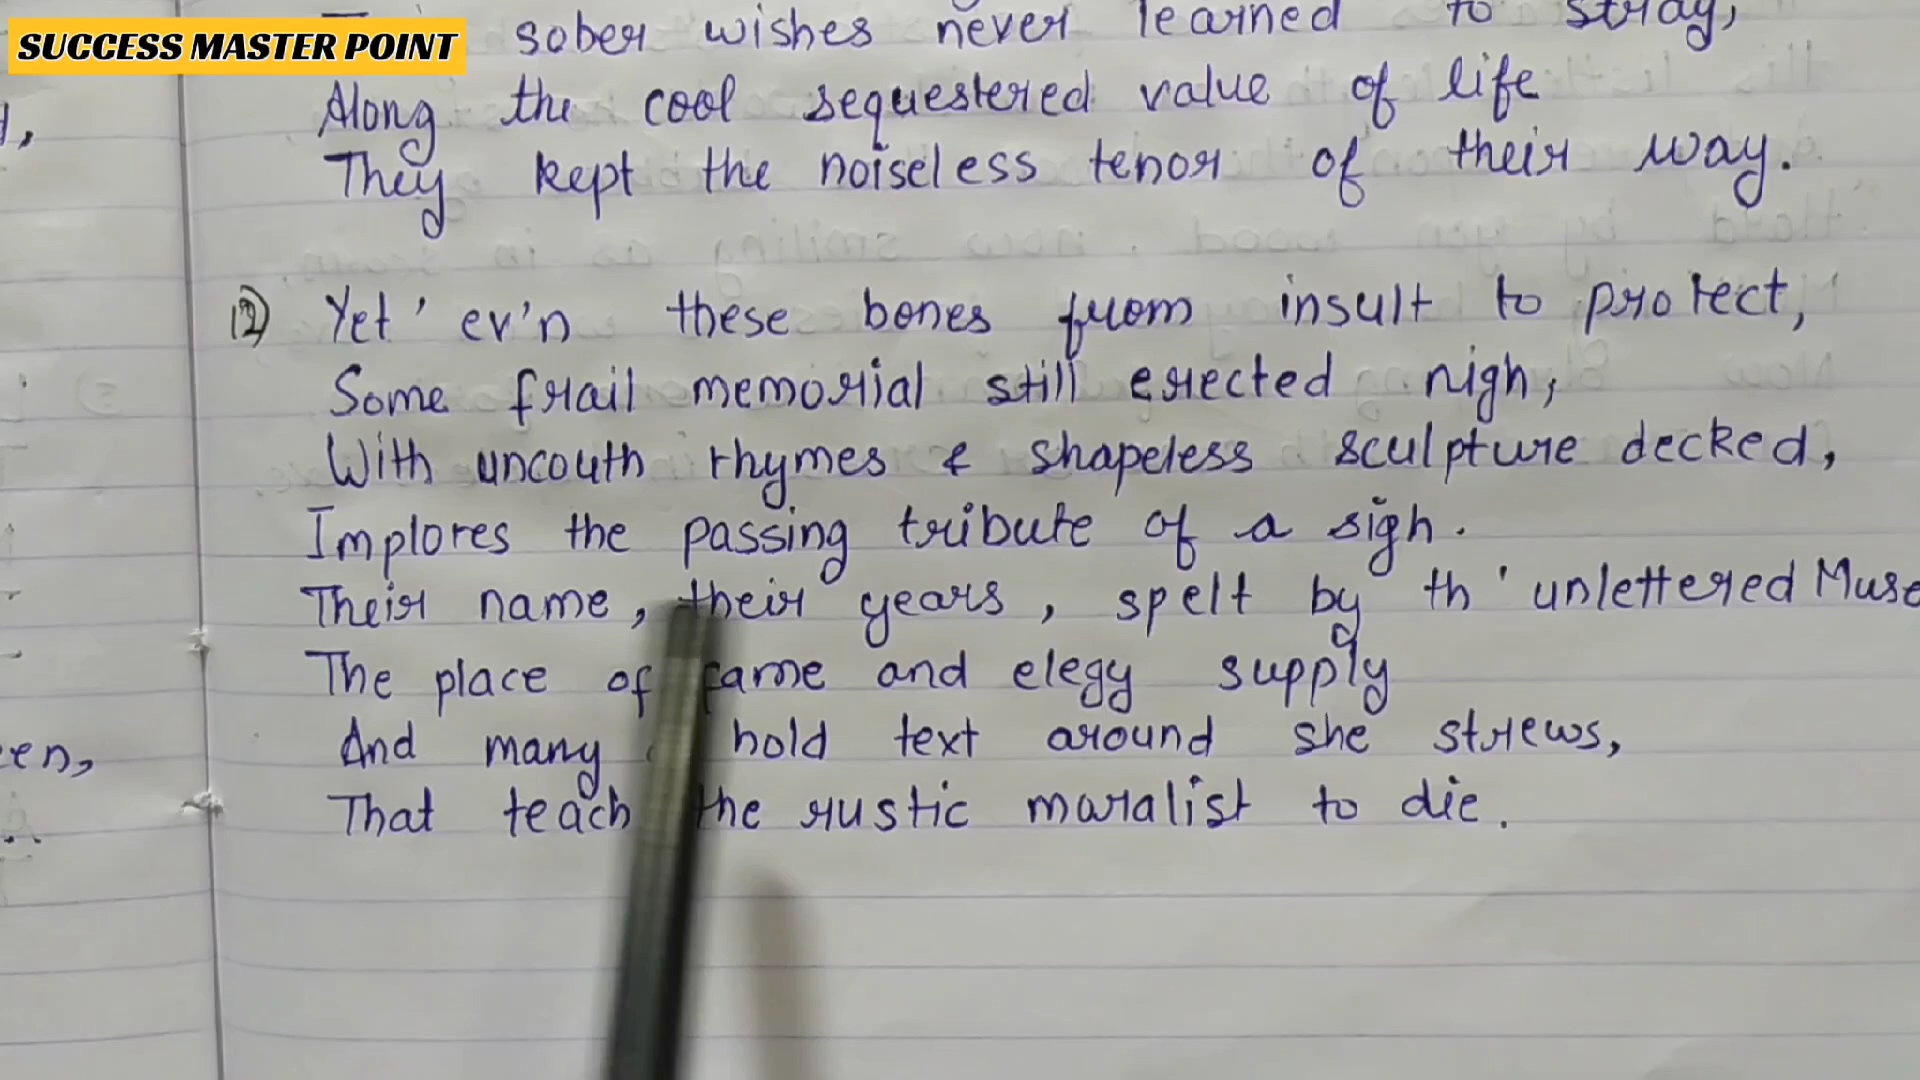 SUCCESS MASTER POINT
sober wishes never learned to stray,
Along the cool sequestered value of life
They kept the noiseless tenor of their way.
12) Yet' ev'n these bones from insult to protect,
Some frail memorial still erected nigh,
With uncouth rhymes & shapeless sculpture decked,
Implores the passing tribute of a sigh.
Their name, their years, spelt by th' unlettered Muse
The place of fame and elegy supply
And many hold text around she strews,
That teach the rustic moralist to die.